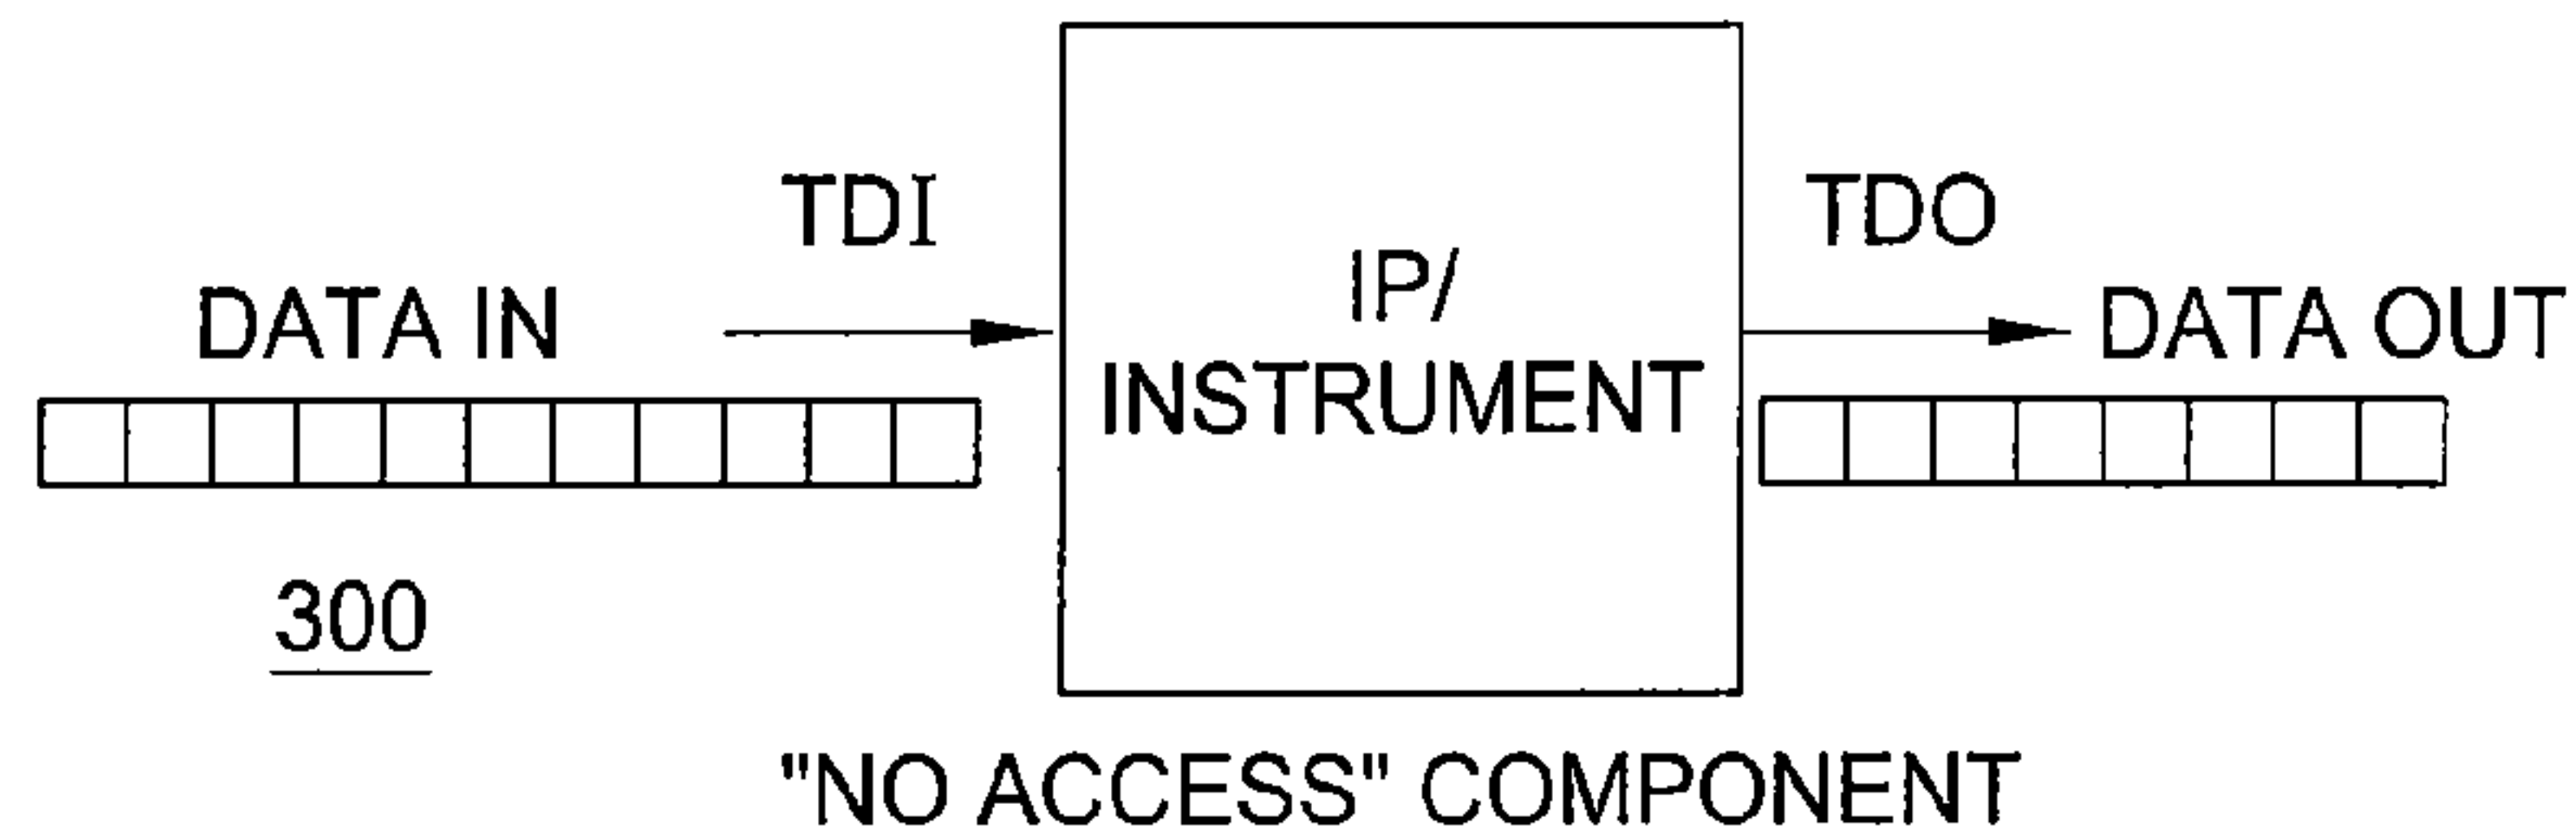 TDI
TDO
DATA IN
IP/
INSTRUMENT
DATA OUT
300
"NO ACCESS" COMPONENT